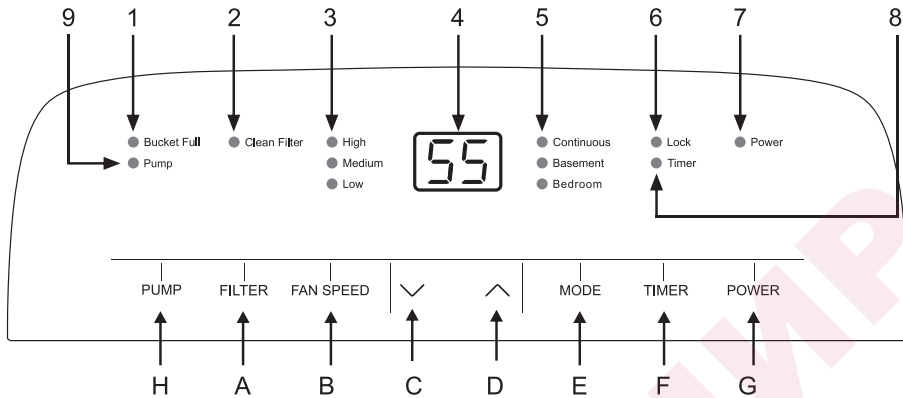 9 1 2 3 4 5 6 7 8
Bucket Full Clean Filter High 55 Continuous Lock Power
Pump Medium Basement Timer
Low Bedroom
PUMP FILTER FAN SPEED MODE TIMER POWER
H A B C D E F G